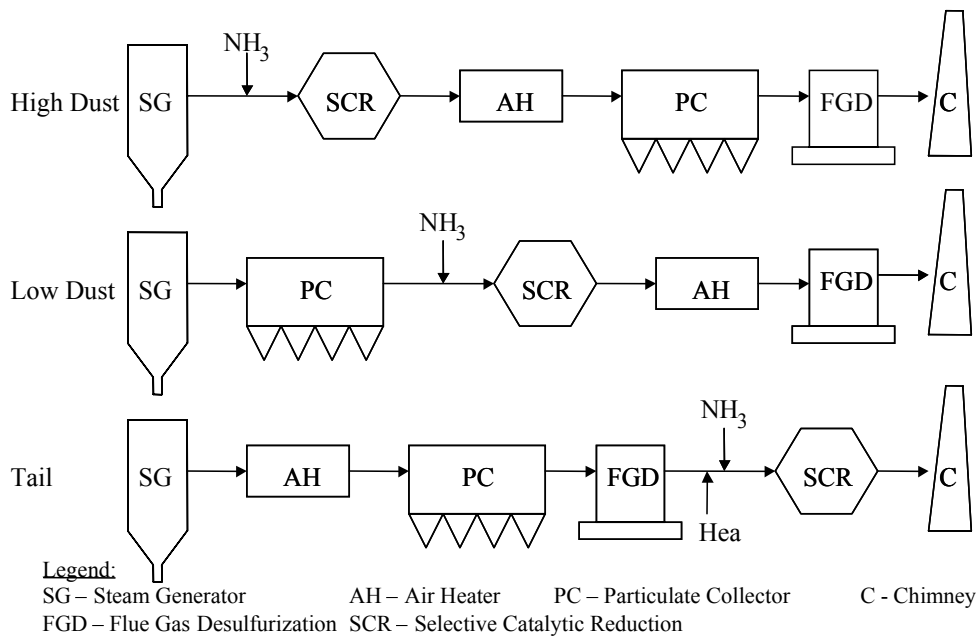 NH3
High Dust SG SCR AH PC FGD C
NH3
Low Dust SG PC SCR AH FGD C
NH3
Tail SG AH PC FGD SCR C
Hea
Legend:
SG – Steam Generator AH – Air Heater PC – Particulate Collector C - Chimney
FGD – Flue Gas Desulfurization SCR – Selective Catalytic Reduction